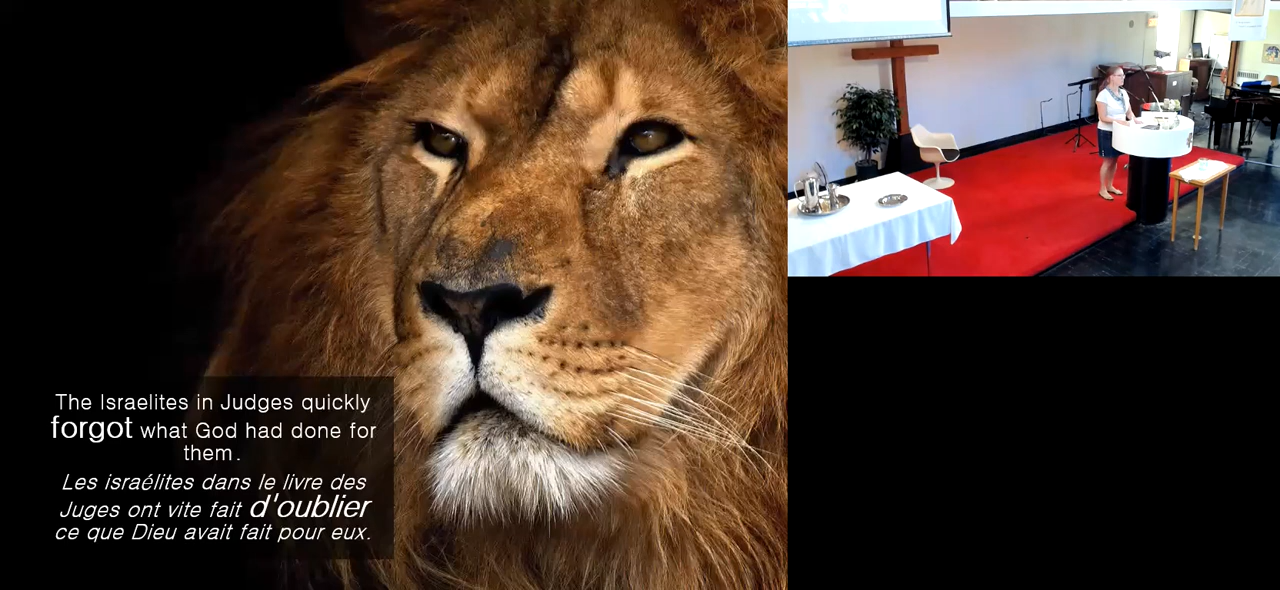 The Israelites in Judges quickly
forgot what God had done for
them.
Les israélites dans le livre des
Juges ont vite fait d'oublier
ce que Dieu avait fait pour eux.